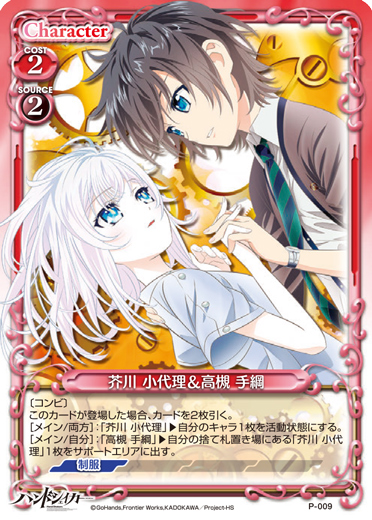 Character
COST
2
SOURCE
2
芥川 小代理＆高槻 手綱
［コンビ］
このカードが登場した場合、カードを2枚引く。
［メイン／両方］：「芥川 小代理」▶自分のキャラ1枚を活動状態にする。
［メイン／自分］：「高槻 手綱」▶自分の捨て札置き場にある「芥川 小代
理」1枚をサポートエリアに出す。
制服
ハンドシェイカー
©GoHands,Frontier Works,KADOKAWA／Project-HS
P-009